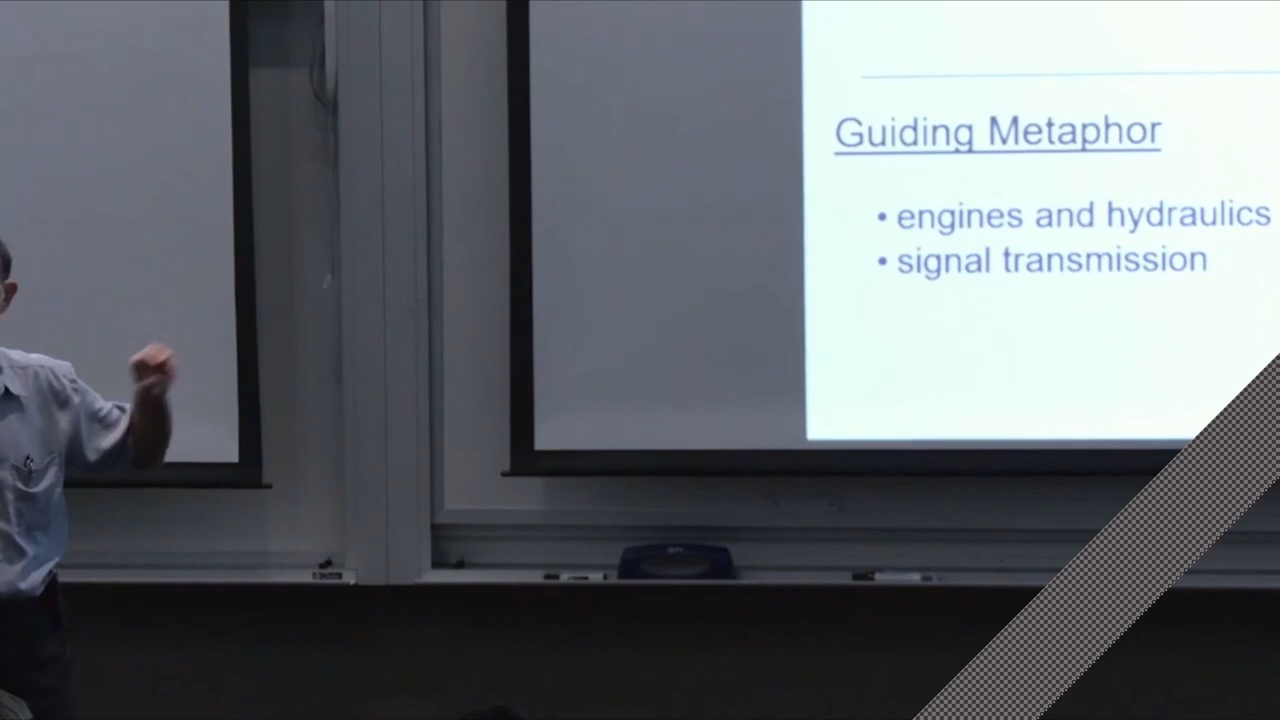 Guiding Metaphor
• engines and hydraulics
• signal transmission